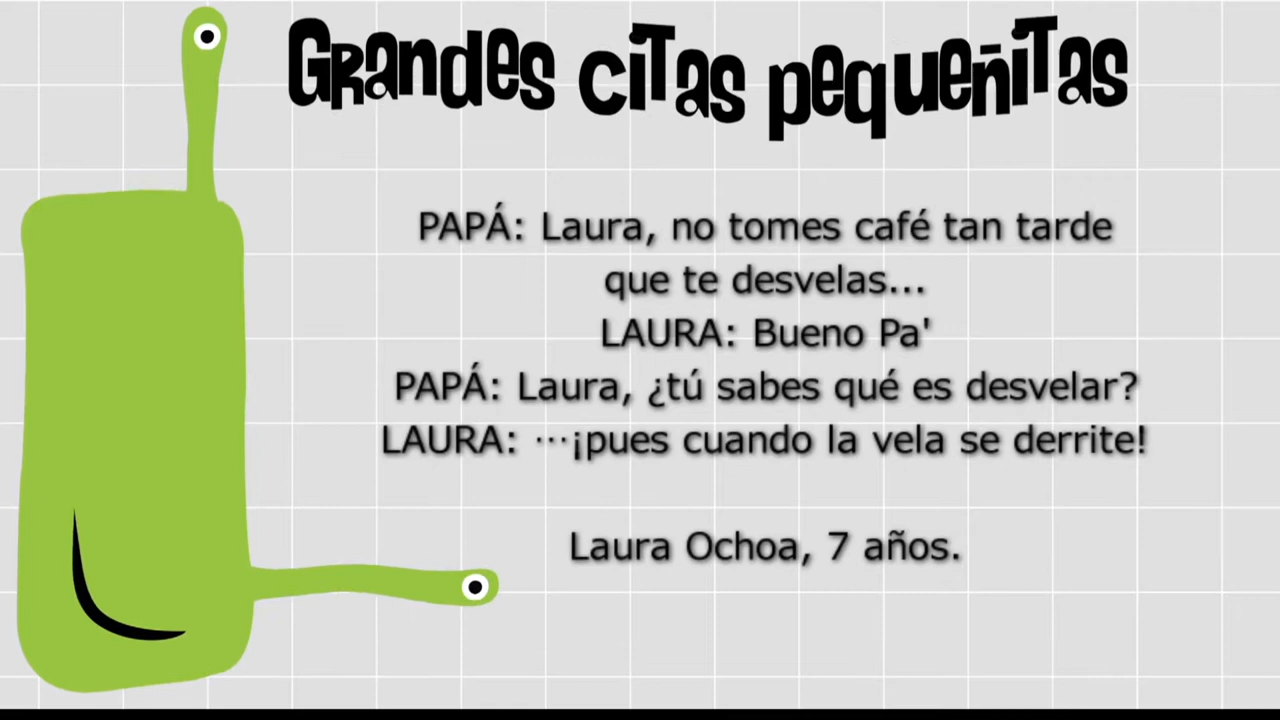 Grandes citas pequeñitas
PAPÁ: Laura, no tomes café tan tarde
que te desvelas...
LAURA: Bueno Pa'
PAPÁ: Laura, ¿tú sabes qué es desvelar?
LAURA: ···¡pues cuando la vela se derrite!
Laura Ochoa, 7 años.